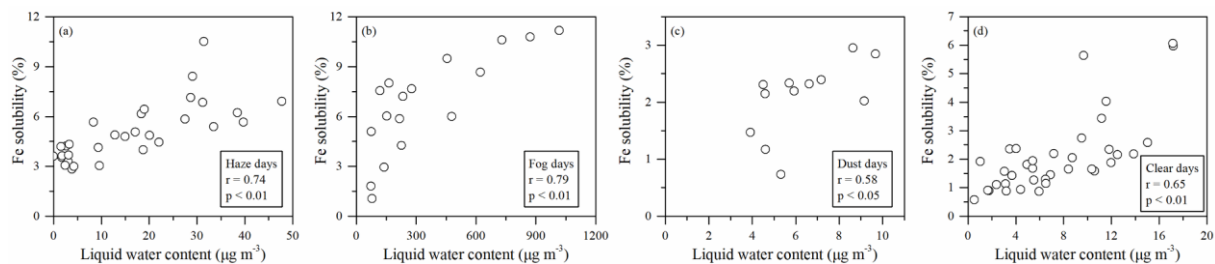 (a)
Fe solubility (%)
12
9
6
3
0
0 10 20 30 40 50
Liquid water content (μg m⁻³)
Haze days
r = 0.74
p < 0.01
(b)
Fe solubility (%)
12
9
6
3
0
0 300 600 900 1200
Liquid water content (μg m⁻³)
Fog days
r = 0.79
p < 0.01
(c)
Fe solubility (%)
3
2
1
0
0 2 4 6 8 10
Liquid water content (μg m⁻³)
Dust days
r = 0.58
p < 0.05
(d)
Fe solubility (%)
7
6
5
4
3
2
1
0
0 4 8 12 16 20
Liquid water content (μg m⁻³)
Clear days
r = 0.65
p < 0.01